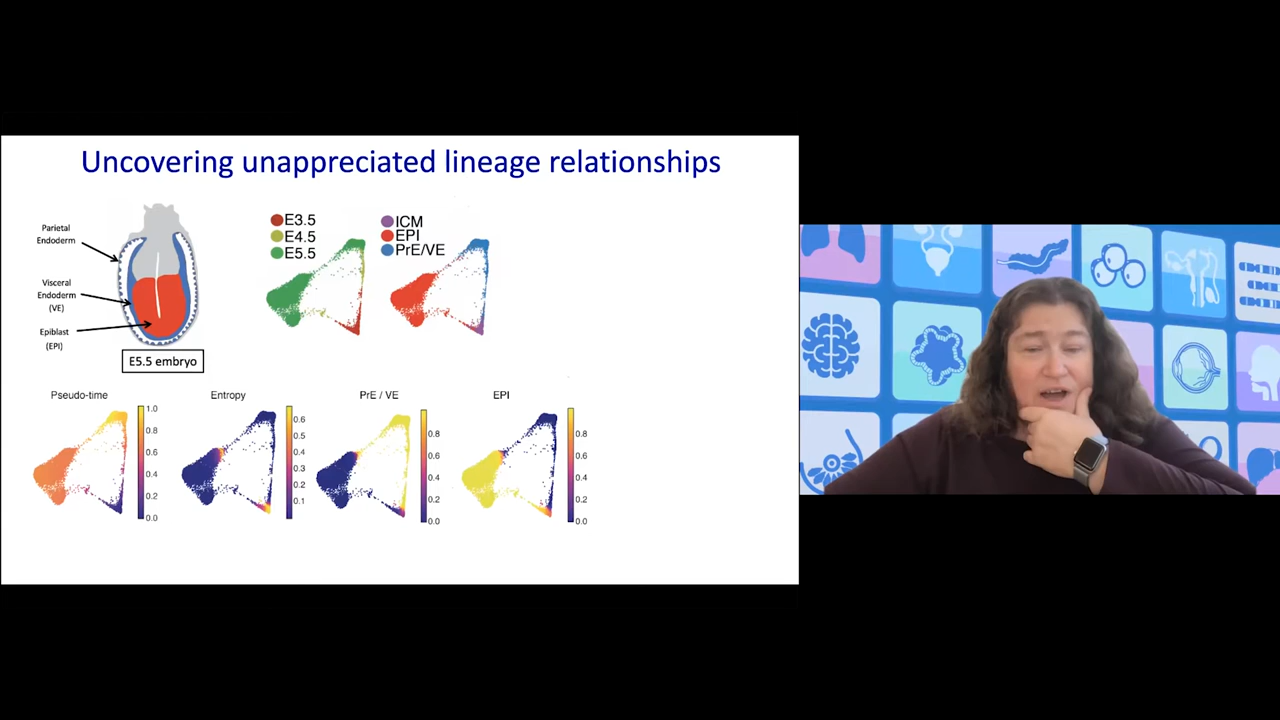 Uncovering unappreciated lineage relationships
Parietal
Endoderm
Visceral
Endoderm
(VE)
Epiblast
(EPI)
E5.5 embryo
E3.5
E4.5
E5.5
ICM
EPI
PrE/VE
Pseudo-time
1.0
0.8
0.6
0.4
0.2
0.0
Entropy
0.6
0.5
0.4
0.3
0.2
0.1
PrE / VE
0.8
0.6
0.4
0.2
0.0
EPI
0.8
0.6
0.4
0.2
0.0